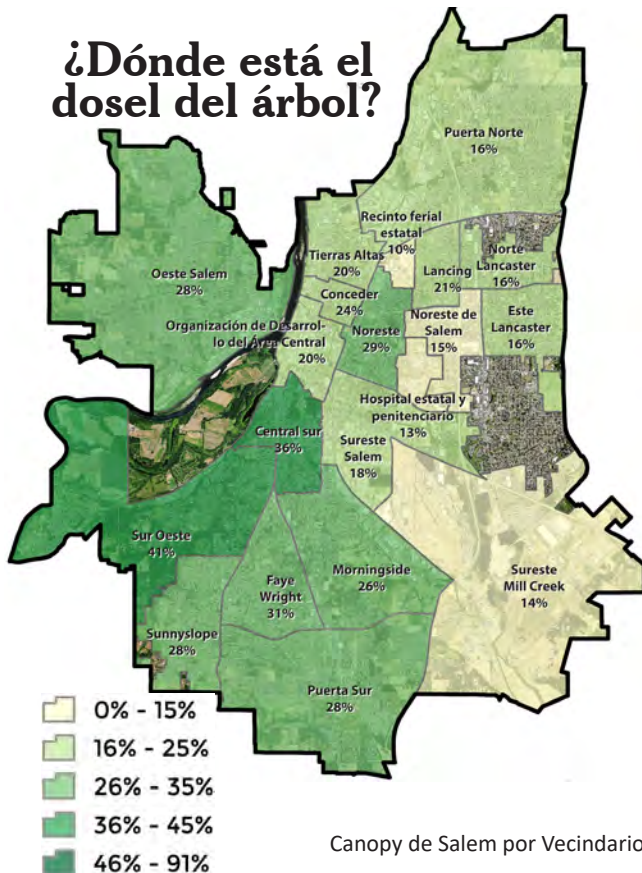 ¿Dónde está el
dosel del árbol?
Puerta Norte
16%
Recinto ferial
estatal
10%
Tierras Altas
20%
Lancing
21%
Norte
Lancaster
16%
Oeste Salem
28%
Conceder
24%
Organización de Desarrol-
lo del Área Central
20%
Noreste
29%
Noreste de
Salem
15%
Este
Lancaster
16%
Hospital estatal y
penitenciario
13%
Central sur
36%
Sureste
Salem
18%
Sur Oeste
41%
Faye
Wright
31%
Morningside
26%
Sureste
Mill Creek
14%
Sunnyslope
28%
Puerta Sur
28%
0% - 15%
16% - 25%
26% - 35%
36% - 45%
46% - 91%
Canopy de Salem por Vecindario